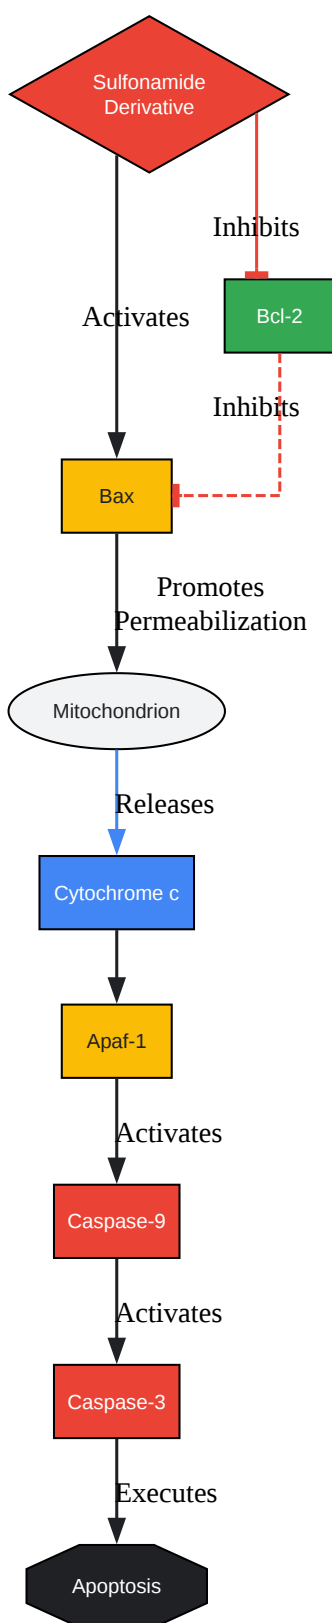 Sulfonamide
Derivative
Inhibits
Activates
Bcl-2
Inhibits
Bax
Promotes
Permeabilization
Mitochondrion
Releases
Cytochrome c
Apaf-1
Activates
Caspase-9
Activates
Caspase-3
Executes
Apoptosis